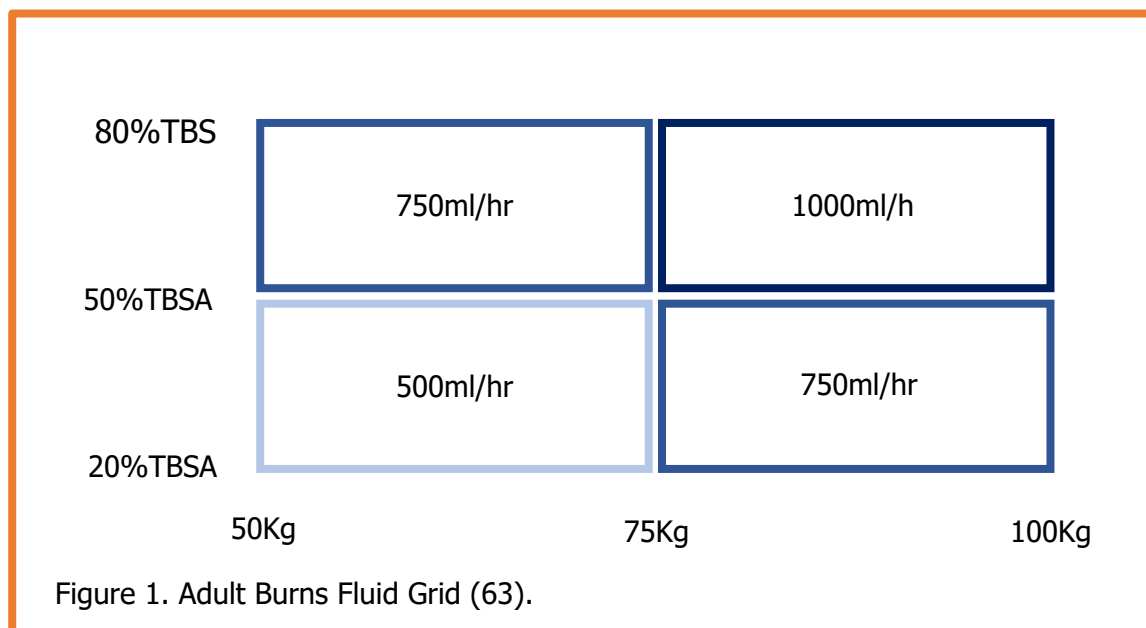 80%TBS
750ml/hr
1000ml/h
50%TBSA
500ml/hr
750ml/hr
20%TBSA
50Kg
75Kg
100Kg
Figure 1. Adult Burns Fluid Grid (63).